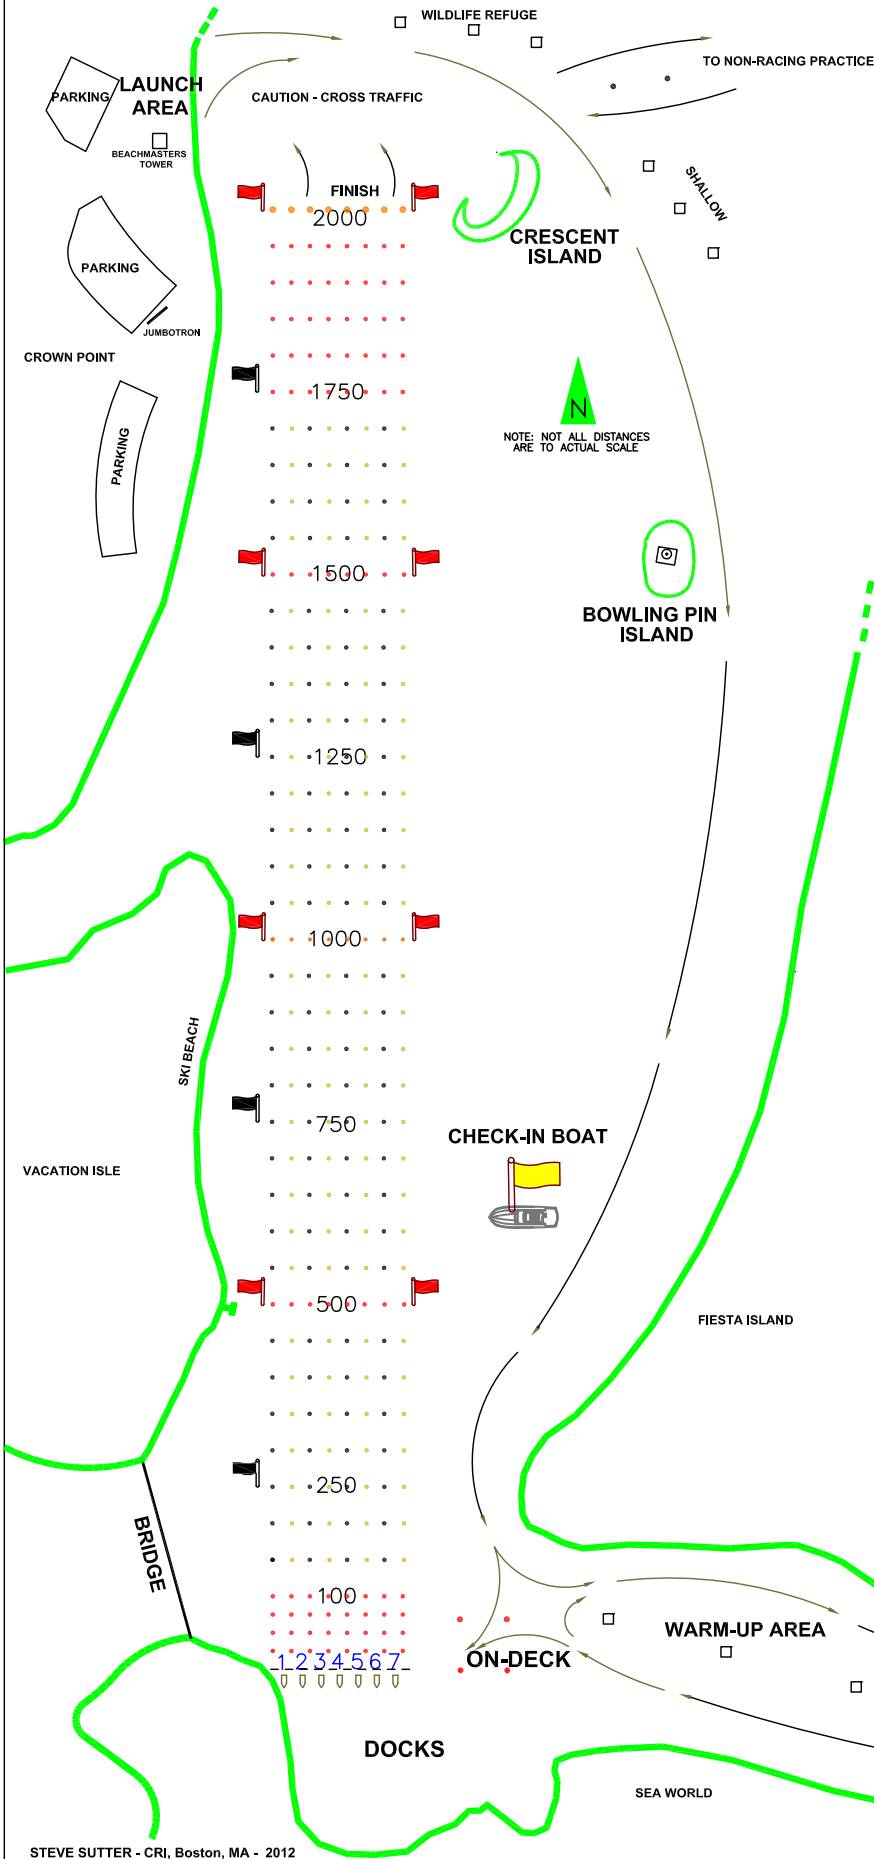 WILDLIFE REFUGE
TO NON-RACING PRACTICE
LAUNCH
AREA
PARKING
CAUTION - CROSS TRAFFIC
BEACHMASTERS
TOWER
SHALLOW
FINISH
2000
CRESCENT
ISLAND
PARKING
JUMBOTRON
CROWN POINT
1750
N
NOTE: NOT ALL DISTANCES
ARE TO ACTUAL SCALE
PARKING
1500
BOWLING PIN
ISLAND
1250
1000
SKI BEACH
750
CHECK-IN BOAT
VACATION ISLE
500
FIESTA ISLAND
250
BRIDGE
100
WARM-UP AREA
1 2 3 4 5 6 7
ON-DECK
DOCKS
SEA WORLD
STEVE SUTTER - CRI, Boston, MA - 2012